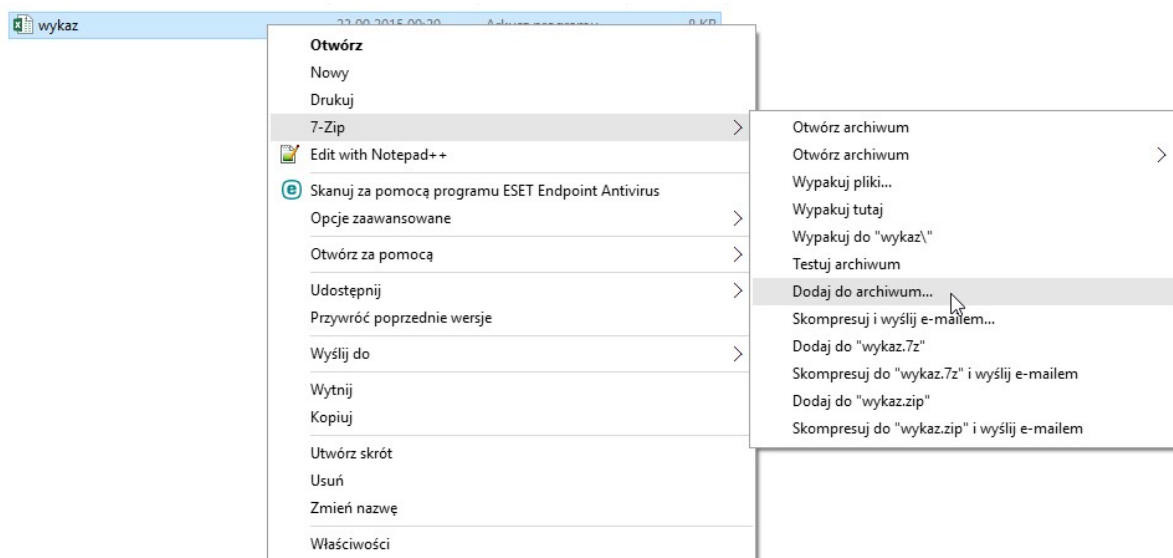 wykaz
8 KB
Otwórz
Nowy
Drukuj
7-Zip
Edit with Notepad++
Skanuj za pomocą programu ESET Endpoint Antivirus
Opcje zaawansowane
Otwórz za pomocą
Udostępnij
Przywróć poprzednie wersje
Wyślij do
Wytnij
Kopiuj
Utwórz skrót
Usuń
Zmień nazwę
Właściwości
Otwórz archiwum
Otwórz archiwum
Wypakuj pliki...
Wypakuj tutaj
Wypakuj do "wykaz\"
Testuj archiwum
Dodaj do archiwum...
Skompresuj i wyślij e-mailem...
Dodaj do "wykaz.7z"
Skompresuj do "wykaz.7z" i wyślij e-mailem
Dodaj do "wykaz.zip"
Skompresuj do "wykaz.zip" i wyślij e-mailem